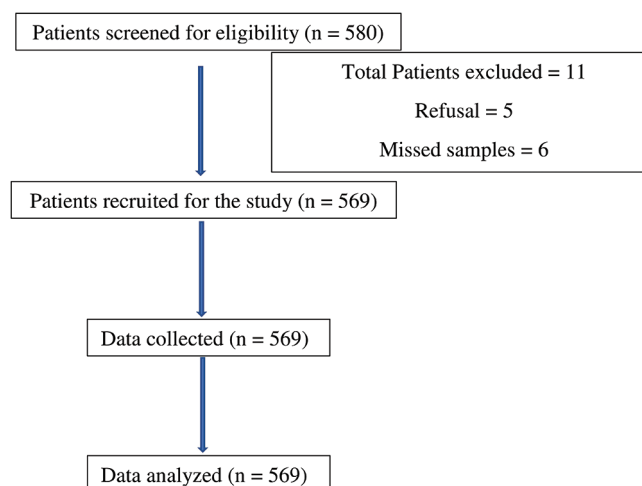 Patients screened for eligibility (n = 580)
Total Patients excluded = 11
Refusal = 5
Missed samples = 6
Patients recruited for the study (n = 569)
Data collected (n = 569)
Data analyzed (n = 569)